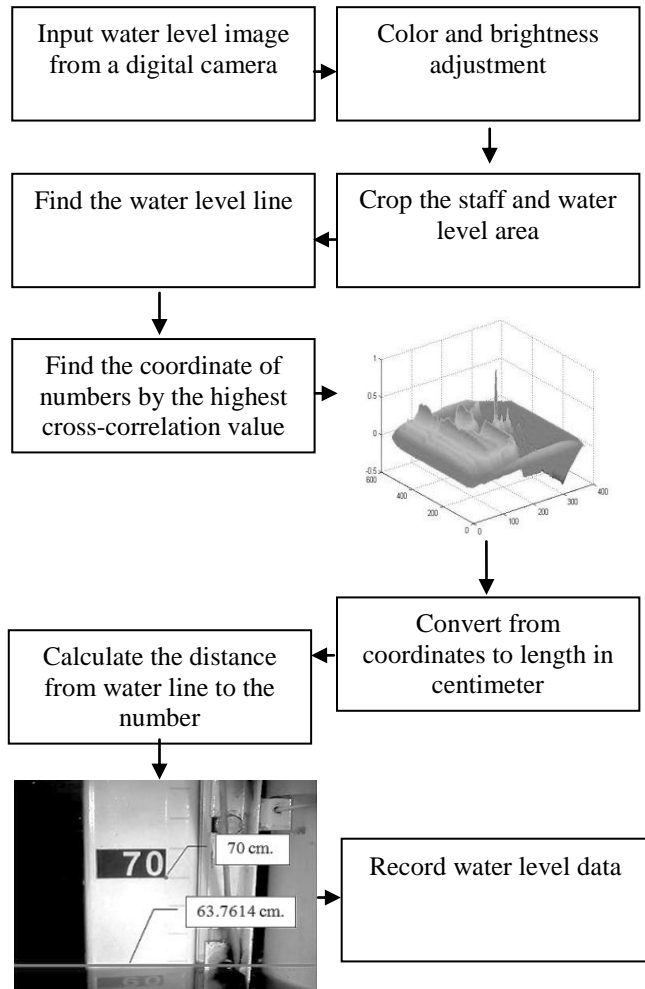 Input water level image
from a digital camera
Color and brightness
adjustment
Crop the staff and water
level area
Find the water level line
Find the coordinate of
numbers by the highest
cross-correlation value
1
0.5
0
-0.5
600
400
200
0
0
100
200
300
400
Convert from
coordinates to length in
centimeter
Calculate the distance
from water line to the
number
70
70 cm.
63.7614 cm.
60
Record water level data